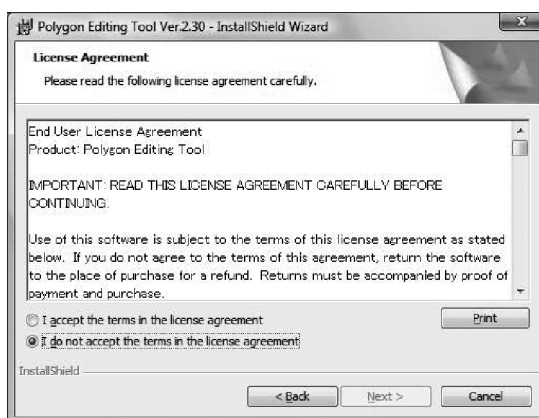 Polygon Editing Tool Ver.2.30 - InstallShield Wizard
License Agreement
Please read the following license agreement carefully.
End User License Agreement
Product: Polygon Editing Tool
IMPORTANT: READ THIS LICENSE AGREEMENT CAREFULLY BEFORE
CONTINUING.
Use of this software is subject to the terms of this license agreement as stated
below.  If you do not agree to the terms of this agreement, return the software
to the place of purchase for a refund.  Returns must be accompanied by proof of
payment and purchase.
I accept the terms in the license agreement
Print
I do not accept the terms in the license agreement
InstallShield
< Back
Next >
Cancel